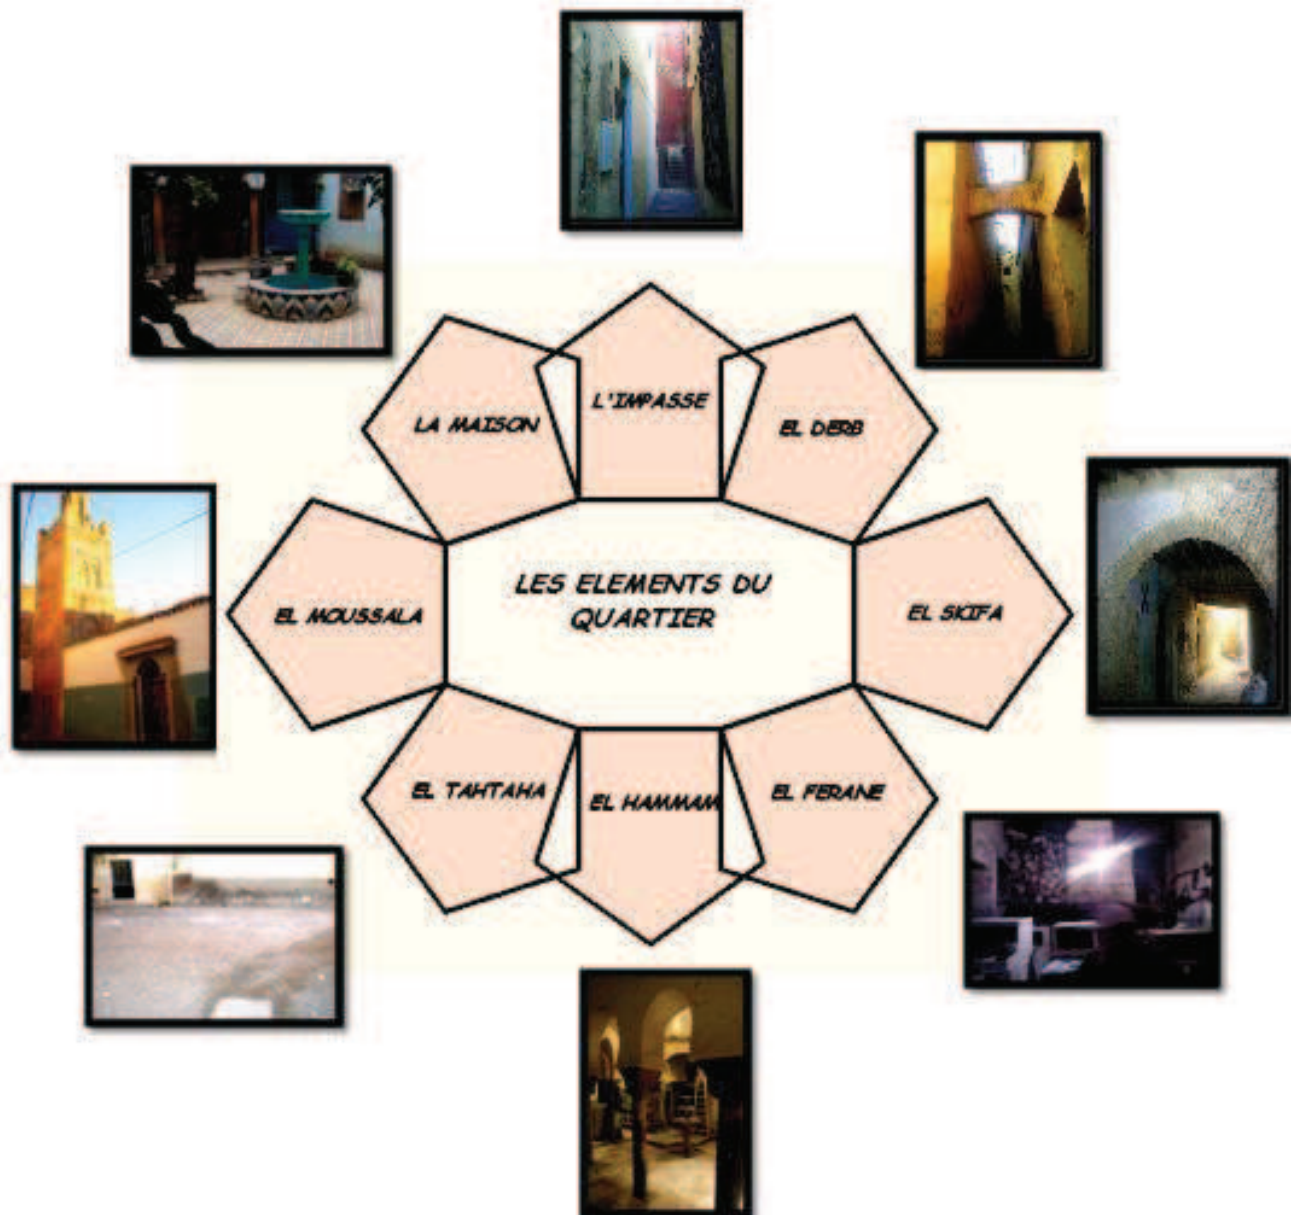 L'IMPASSE
LA MAISON
EL DERB
EL MOUSSALA
LES ELEMENTS DU
QUARTIER
EL SKIFA
EL TAHTAHA
EL HAMMAM
EL FERANE